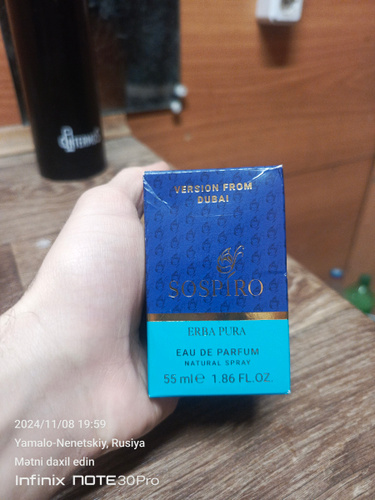 VERSION FROM
DUBAI
SOSPIRO
ERBA PURA
EAU DE PARFUM
NATURAL SPRAY
55 ml℮ 1.86 FL.OZ.
2024/11/08 19:59
Yamalo-Nenetskiy, Rusiya
Mətni daxil edin
Infinix NOTE30Pro